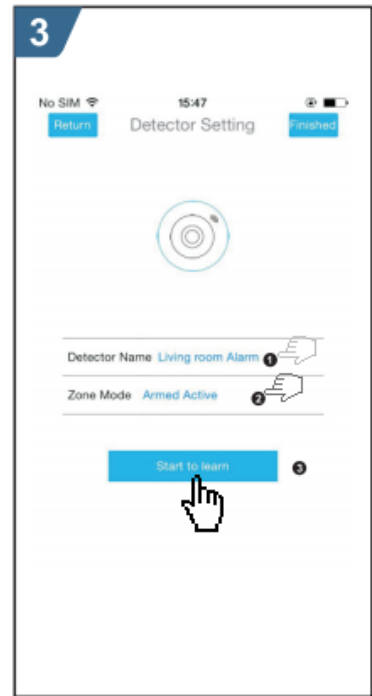 3
No SIM 15:47
Return Detector Setting Finished
Detector Name Living room Alarm 1
Zone Mode Armed Active 2
Start to learn 3